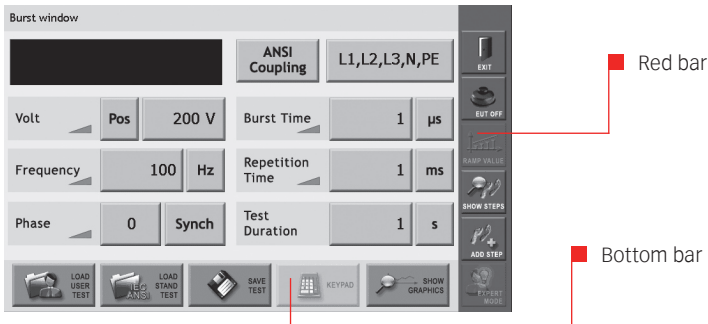 Burst window
ANSI
Coupling
L1,L2,L3,N,PE
EXIT
Red bar
Volt
Pos
200 V
Burst Time
1
µs
EUT OFF
RAMP VALUE
Frequency
100
Hz
Repetition
Time
1
ms
SHOW STEPS
Phase
0
Synch
Test
Duration
1
s
ADD STEP
Bottom bar
LOAD
USER
TEST
IEC
ANSI
LOAD
STAND
TEST
SAVE
TEST
KEYPAD
SHOW
GRAPHICS
EXPERT
MODE